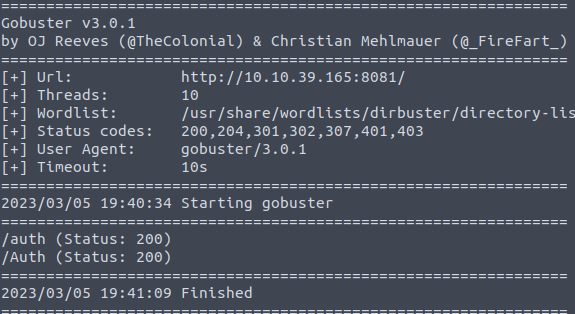 ===============================================================
Gobuster v3.0.1
by OJ Reeves (@TheColonial) & Christian Mehlmauer (@_FireFart_)
===============================================================
[+] Url:            http://10.10.39.165:8081/
[+] Threads:        10
[+] Wordlist:       /usr/share/wordlists/dirbuster/directory-lis
[+] Status codes:   200,204,301,302,307,401,403
[+] User Agent:     gobuster/3.0.1
[+] Timeout:        10s
===============================================================
2023/03/05 19:40:34 Starting gobuster
===============================================================
/auth (Status: 200)
/Auth (Status: 200)
===============================================================
2023/03/05 19:41:09 Finished
===============================================================